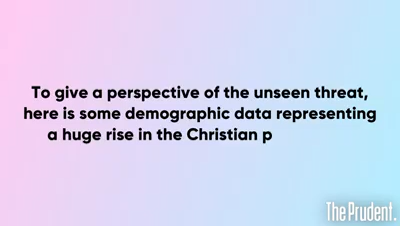 To give a perspective of the unseen threat,
here is some demographic data representing
a huge rise in the Christian p
The Prudent.